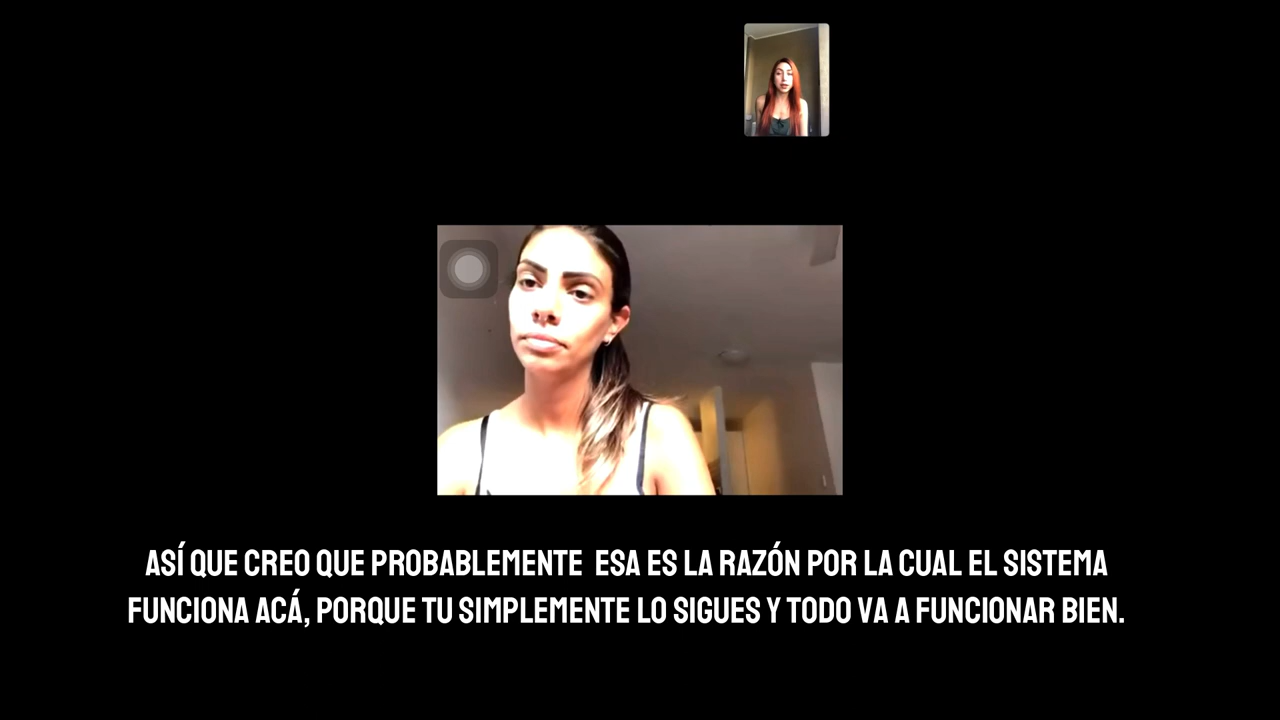 ASÍ QUE CREO QUE PROBABLEMENTE ESA ES LA RAZÓN POR LA CUAL EL SISTEMA
FUNCIONA ACÁ, PORQUE TU SIMPLEMENTE LO SIGUES Y TODO VA A FUNCIONAR BIEN.